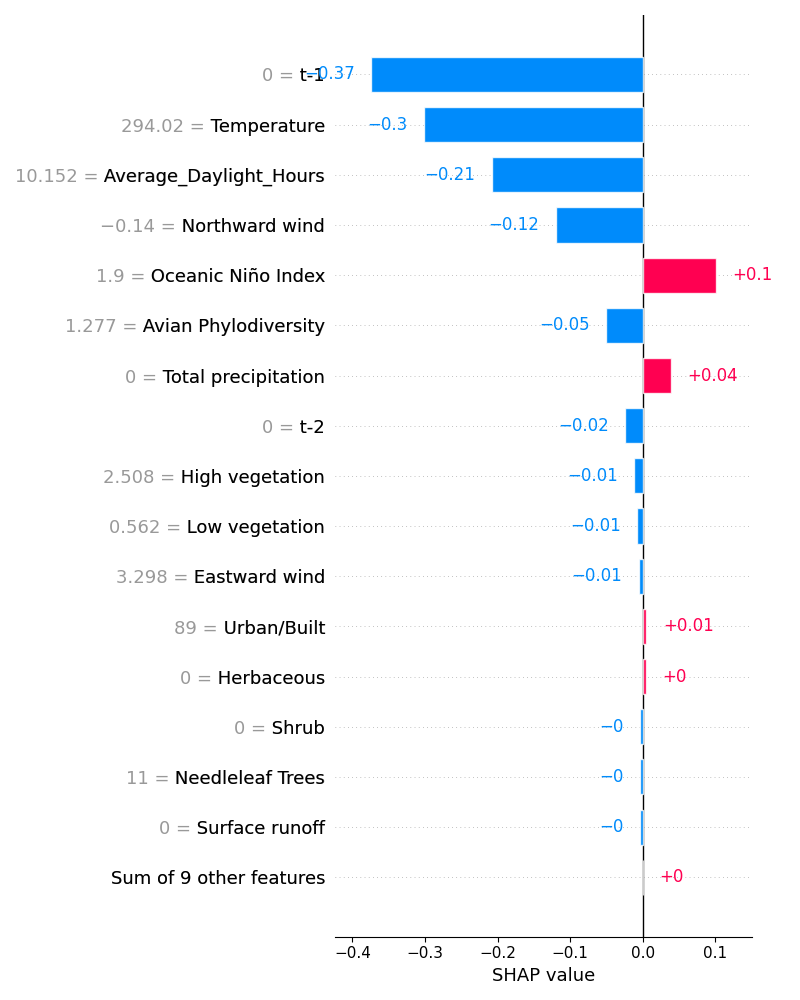 0 = t-1 −0.37
294.02 = Temperature −0.3
10.152 = Average_Daylight_Hours −0.21
−0.14 = Northward wind −0.12
1.9 = Oceanic Niño Index +0.1
1.277 = Avian Phylodiversity −0.05
0 = Total precipitation +0.04
0 = t-2 −0.02
2.508 = High vegetation −0.01
0.562 = Low vegetation −0.01
3.298 = Eastward wind −0.01
89 = Urban/Built +0.01
0 = Herbaceous +0
0 = Shrub −0
11 = Needleleaf Trees −0
0 = Surface runoff −0
Sum of 9 other features +0
−0.4 −0.3 −0.2 −0.1 0.0 0.1
SHAP value